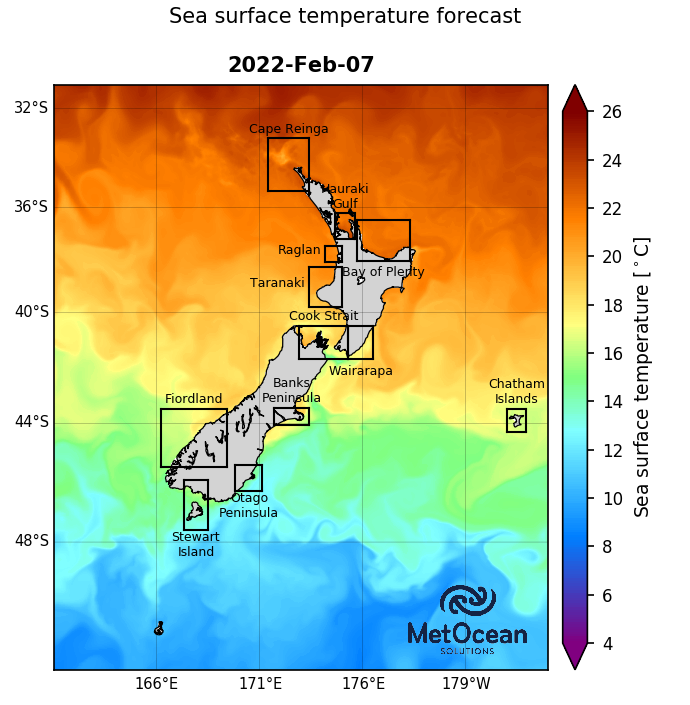 Sea surface temperature forecast
2022-Feb-07
32°S
36°S
40°S
44°S
48°S
166°E
171°E
176°E
179°W
Cape Reinga
Hauraki
Gulf
Raglan
Bay of Plenty
Taranaki
Cook Strait
Wairarapa
Banks
Peninsula
Fiordland
Chatham
Islands
Otago
Peninsula
Stewart
Island
MetOcean
SOLUTIONS
26
24
22
20
18
16
14
12
10
8
6
4
Sea surface temperature [°C]